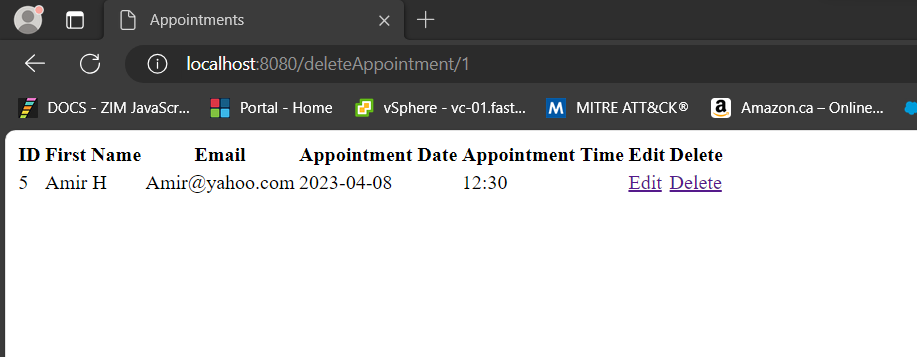 Appointments
localhost:8080/deleteAppointment/1
DOCS - ZIM JavaScr... Portal - Home vSphere - vc-01.fast... M MITRE ATT&CK® a Amazon.ca – Online...
ID First Name Email Appointment Date Appointment Time Edit Delete
5 Amir H Amir@yahoo.com 2023-04-08 12:30 Edit Delete